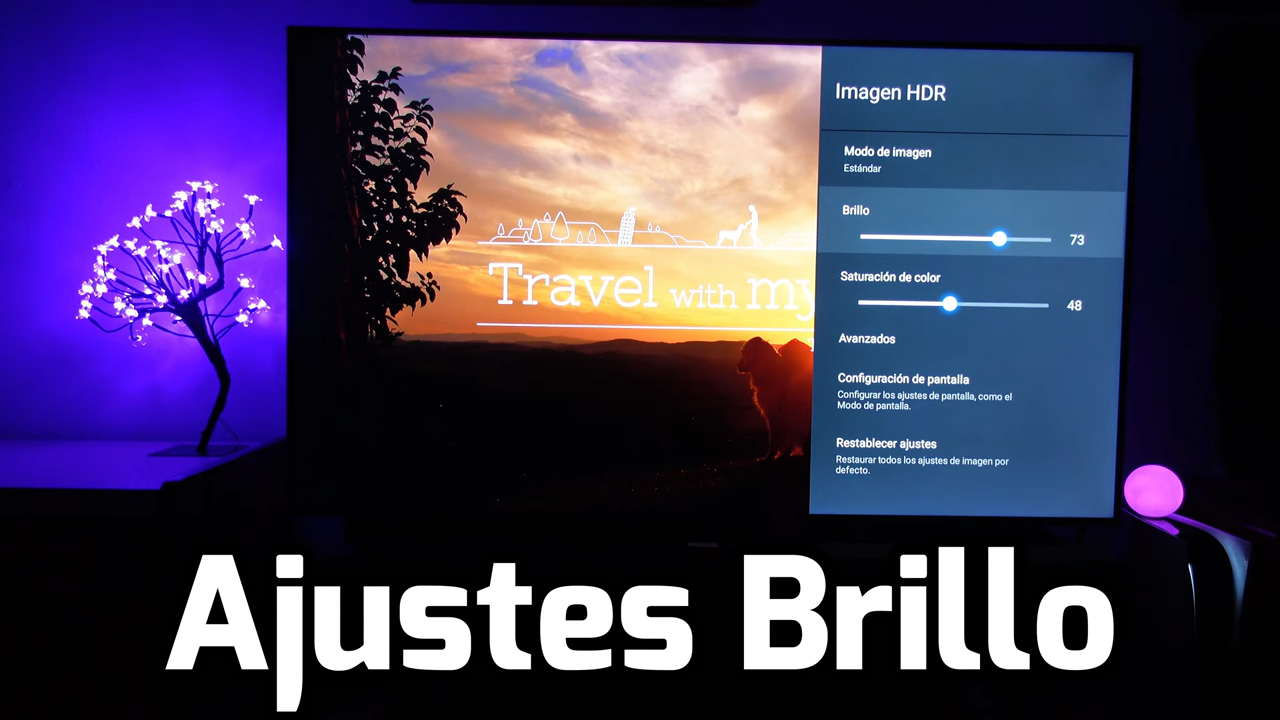 Travel with my
Imagen HDR
Modo de imagen
Estándar
Brillo
73
Saturación de color
48
Avanzados
Configuración de pantalla
Configurar los ajustes de pantalla, como el
Modo de pantalla.
Restablecer ajustes
Restaurar todos los ajustes de imagen por
defecto.
Ajustes Brillo